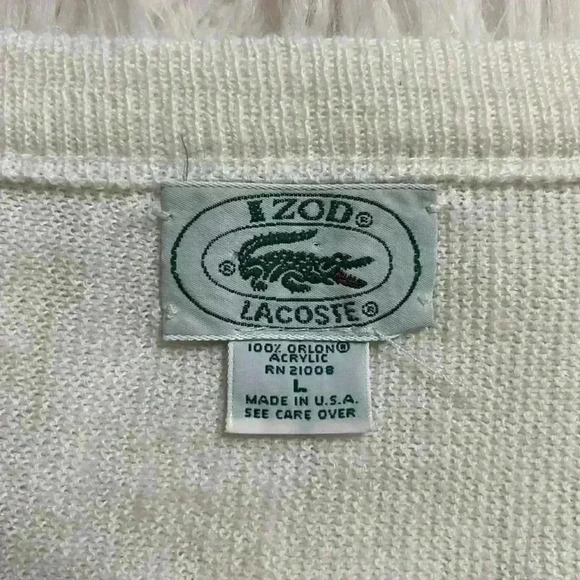 IZOD®
®
LACOSTE®
100% ORLON®
ACRYLIC
RN 21008
L
MADE IN U.S.A.
SEE CARE OVER